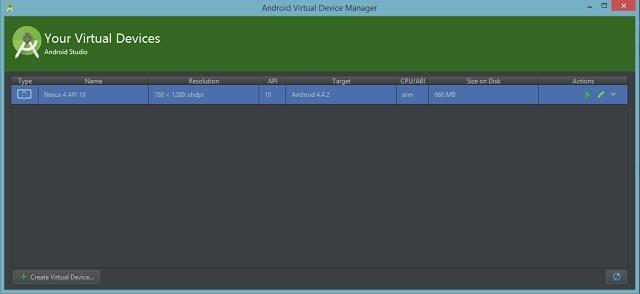 Android Virtual Device Manager
Your Virtual Devices
Android Studio
Type Name Resolution API Target CPU/ABI Size on Disk Actions
Nexus 4 API 19 768 × 1280: xhdpi 19 Android 4.4.2 arm 666 MB
Create Virtual Device...